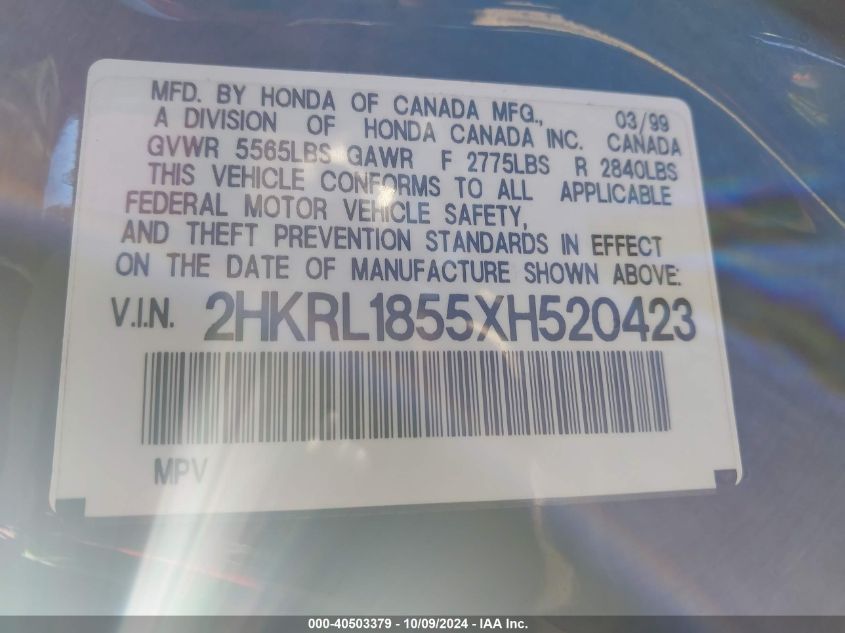 MFD. BY HONDA OF CANADA MFG., 03/99
A DIVISION OF HONDA CANADA INC. CANADA
GVWR 5565LBS GAWR F 2775LBS R 2840LBS
THIS VEHICLE CONFORMS TO ALL APPLICABLE
FEDERAL MOTOR VEHICLE SAFETY,
AND THEFT PREVENTION STANDARDS IN EFFECT
ON THE DATE OF MANUFACTURE SHOWN ABOVE:
V.I.N. 2HKRL1855XH520423
MPV
000-40503379 - 10/09/2024 - IAA Inc.